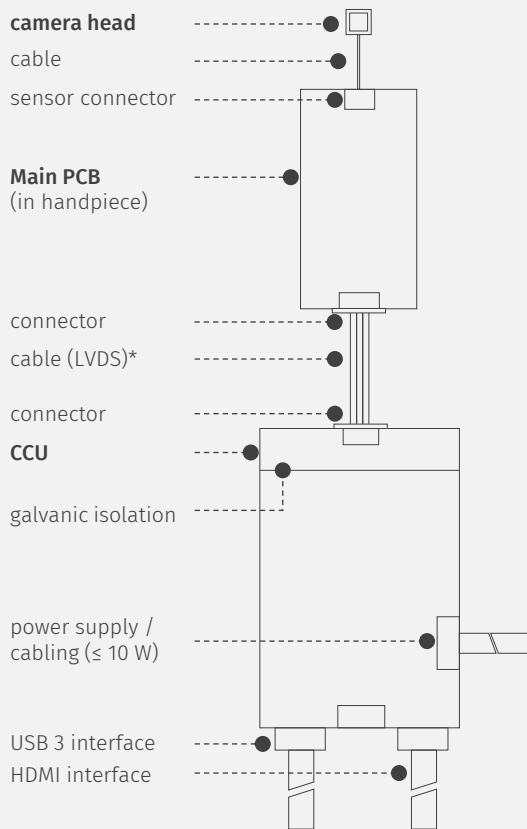 camera head
cable
sensor connector
Main PCB
(in handpiece)
connector
cable (LVDS)*
connector
CCU
galvanic isolation
power supply /
cabling (≤ 10 W)
USB 3 interface
HDMI interface